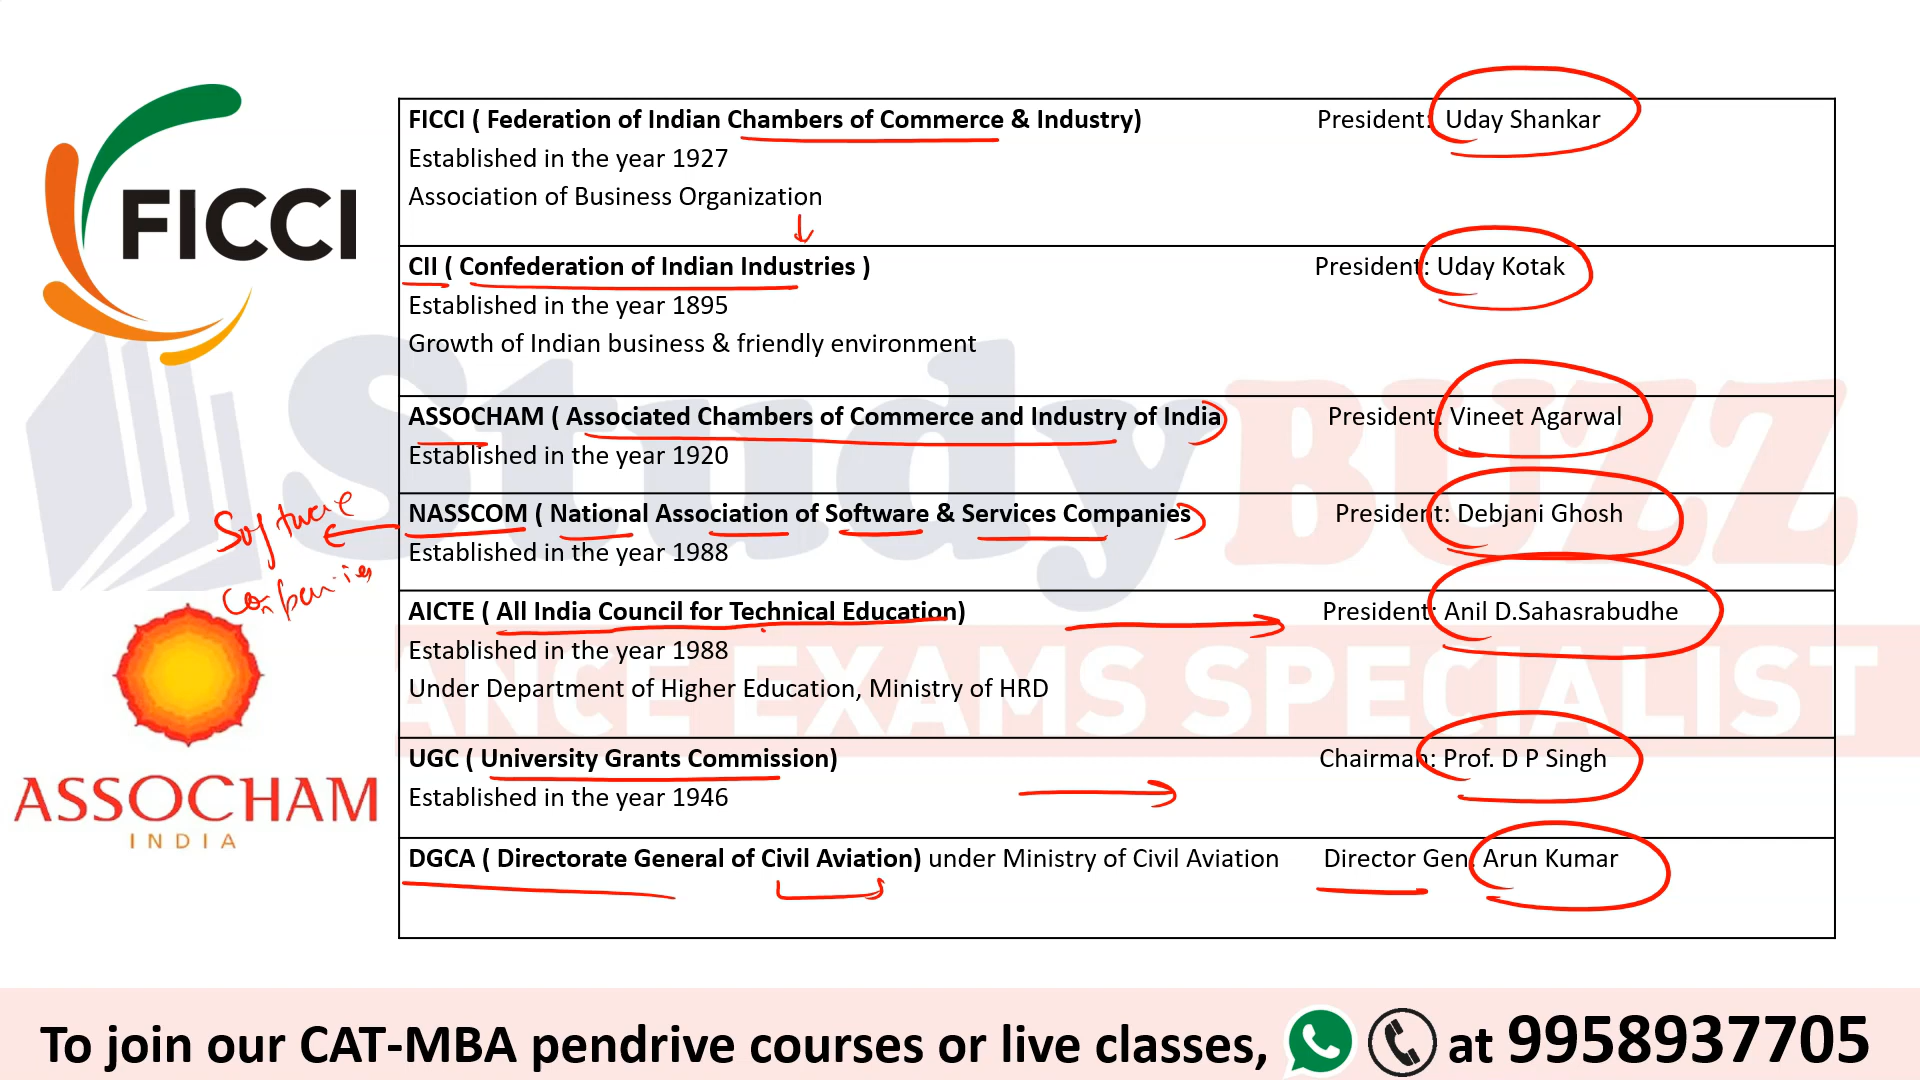 FICCI
ASSOCHAM
INDIA
FICCI ( Federation of Indian Chambers of Commerce & Industry) President: Uday Shankar
Established in the year 1927
Association of Business Organization
CII ( Confederation of Indian Industries ) President: Uday Kotak
Established in the year 1895
Growth of Indian business & friendly environment
ASSOCHAM ( Associated Chambers of Commerce and Industry of India) President: Vineet Agarwal
Established in the year 1920
NASSCOM ( National Association of Software & Services Companies) President: Debjani Ghosh
Established in the year 1988
Software
companies
AICTE ( All India Council for Technical Education) President: Anil D.Sahasrabudhe
Established in the year 1988
Under Department of Higher Education, Ministry of HRD
UGC ( University Grants Commission) Chairman: Prof. D P Singh
Established in the year 1946
DGCA ( Directorate General of Civil Aviation) under Ministry of Civil Aviation Director Gen. Arun Kumar
StudyBUZZ
ANCE EXAMS SPECIALIST
To join our CAT-MBA pendrive courses or live classes, at 9958937705